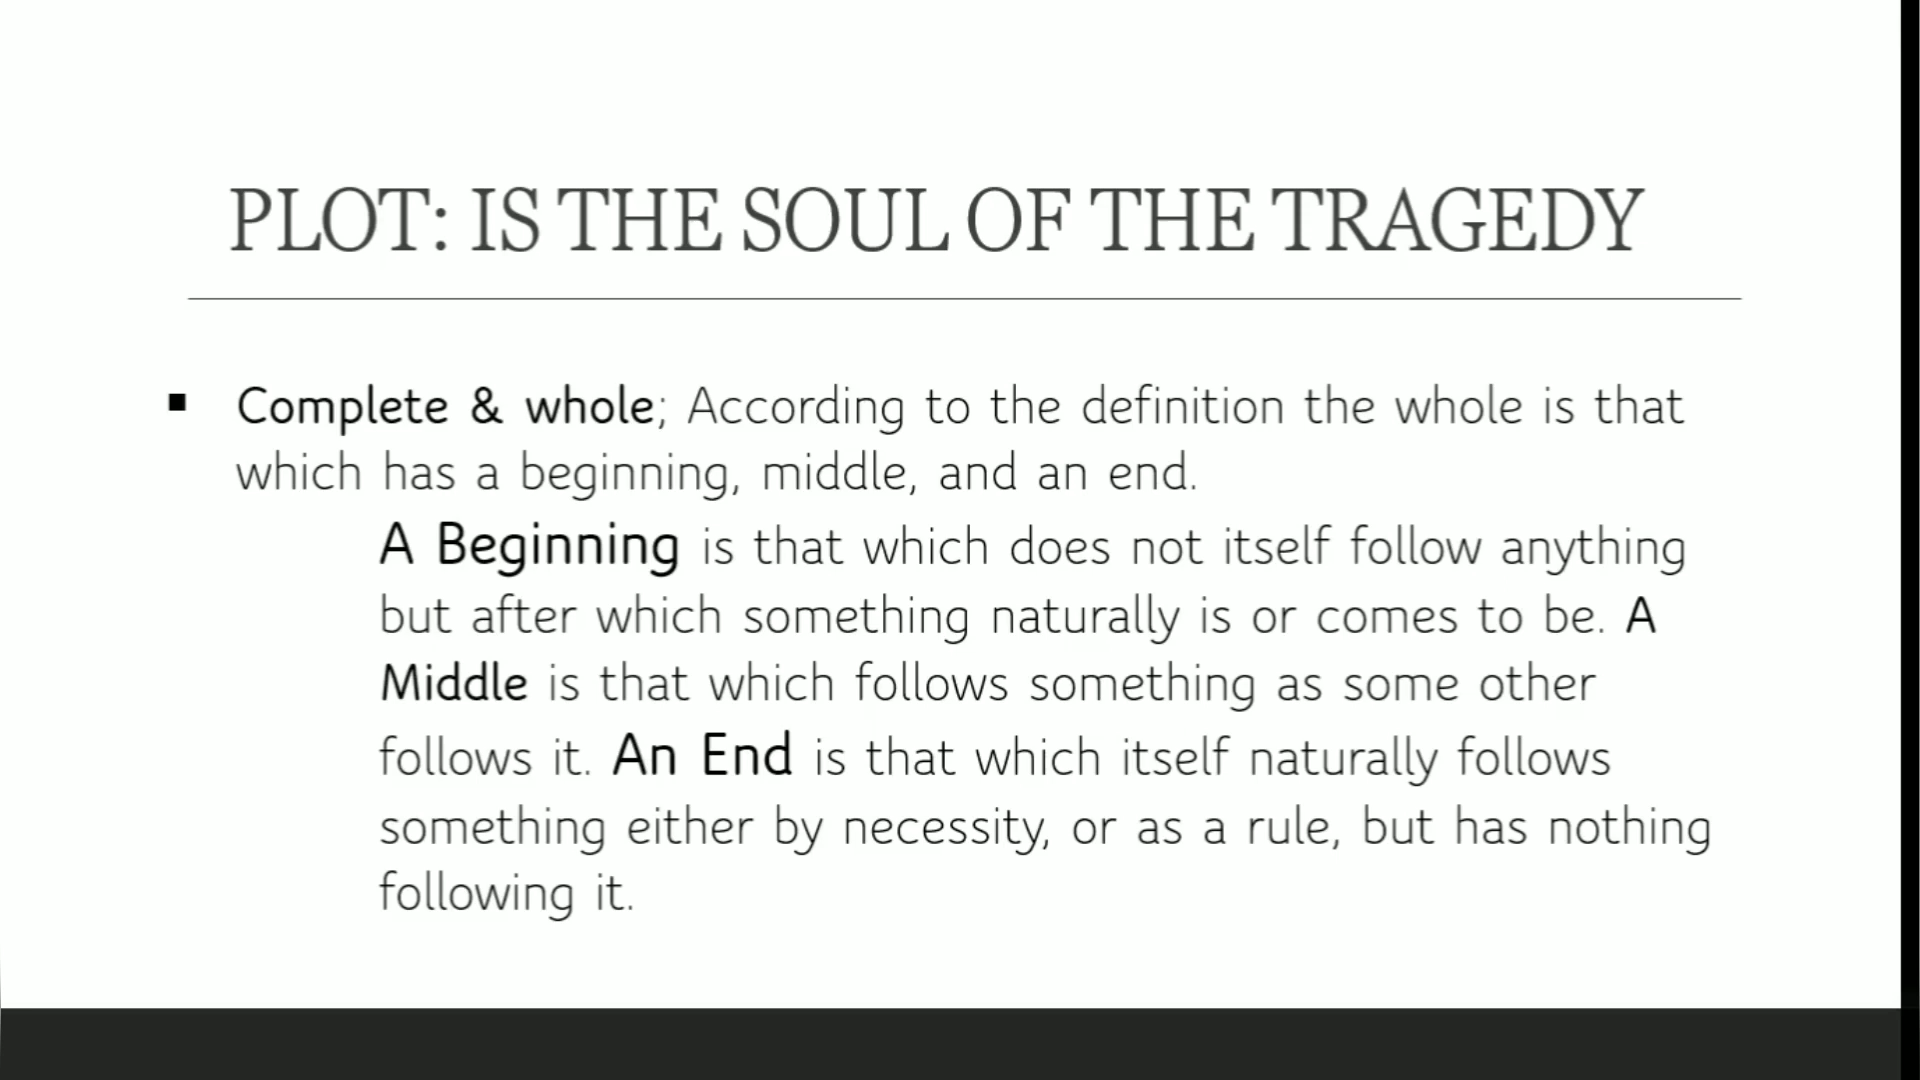 PLOT: IS THE SOUL OF THE TRAGEDY
▪ Complete & whole; According to the definition the whole is that
which has a beginning, middle, and an end.
A Beginning is that which does not itself follow anything
but after which something naturally is or comes to be. A
Middle is that which follows something as some other
follows it. An End is that which itself naturally follows
something either by necessity, or as a rule, but has nothing
following it.